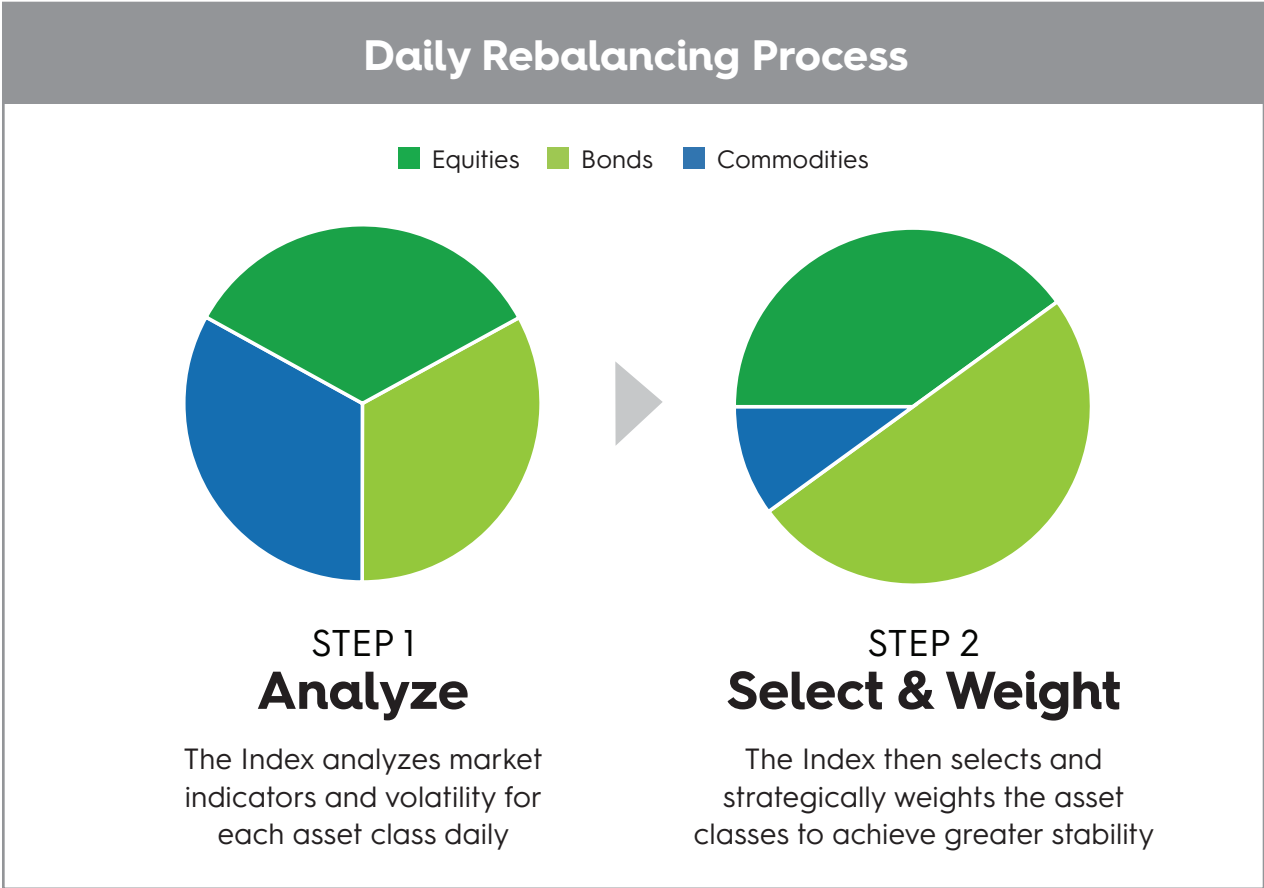 Daily Rebalancing Process
Equities Bonds Commodities
STEP 1
Analyze
The Index analyzes market
indicators and volatility for
each asset class daily
STEP 2
Select & Weight
The Index then selects and
strategically weights the asset
classes to achieve greater stability